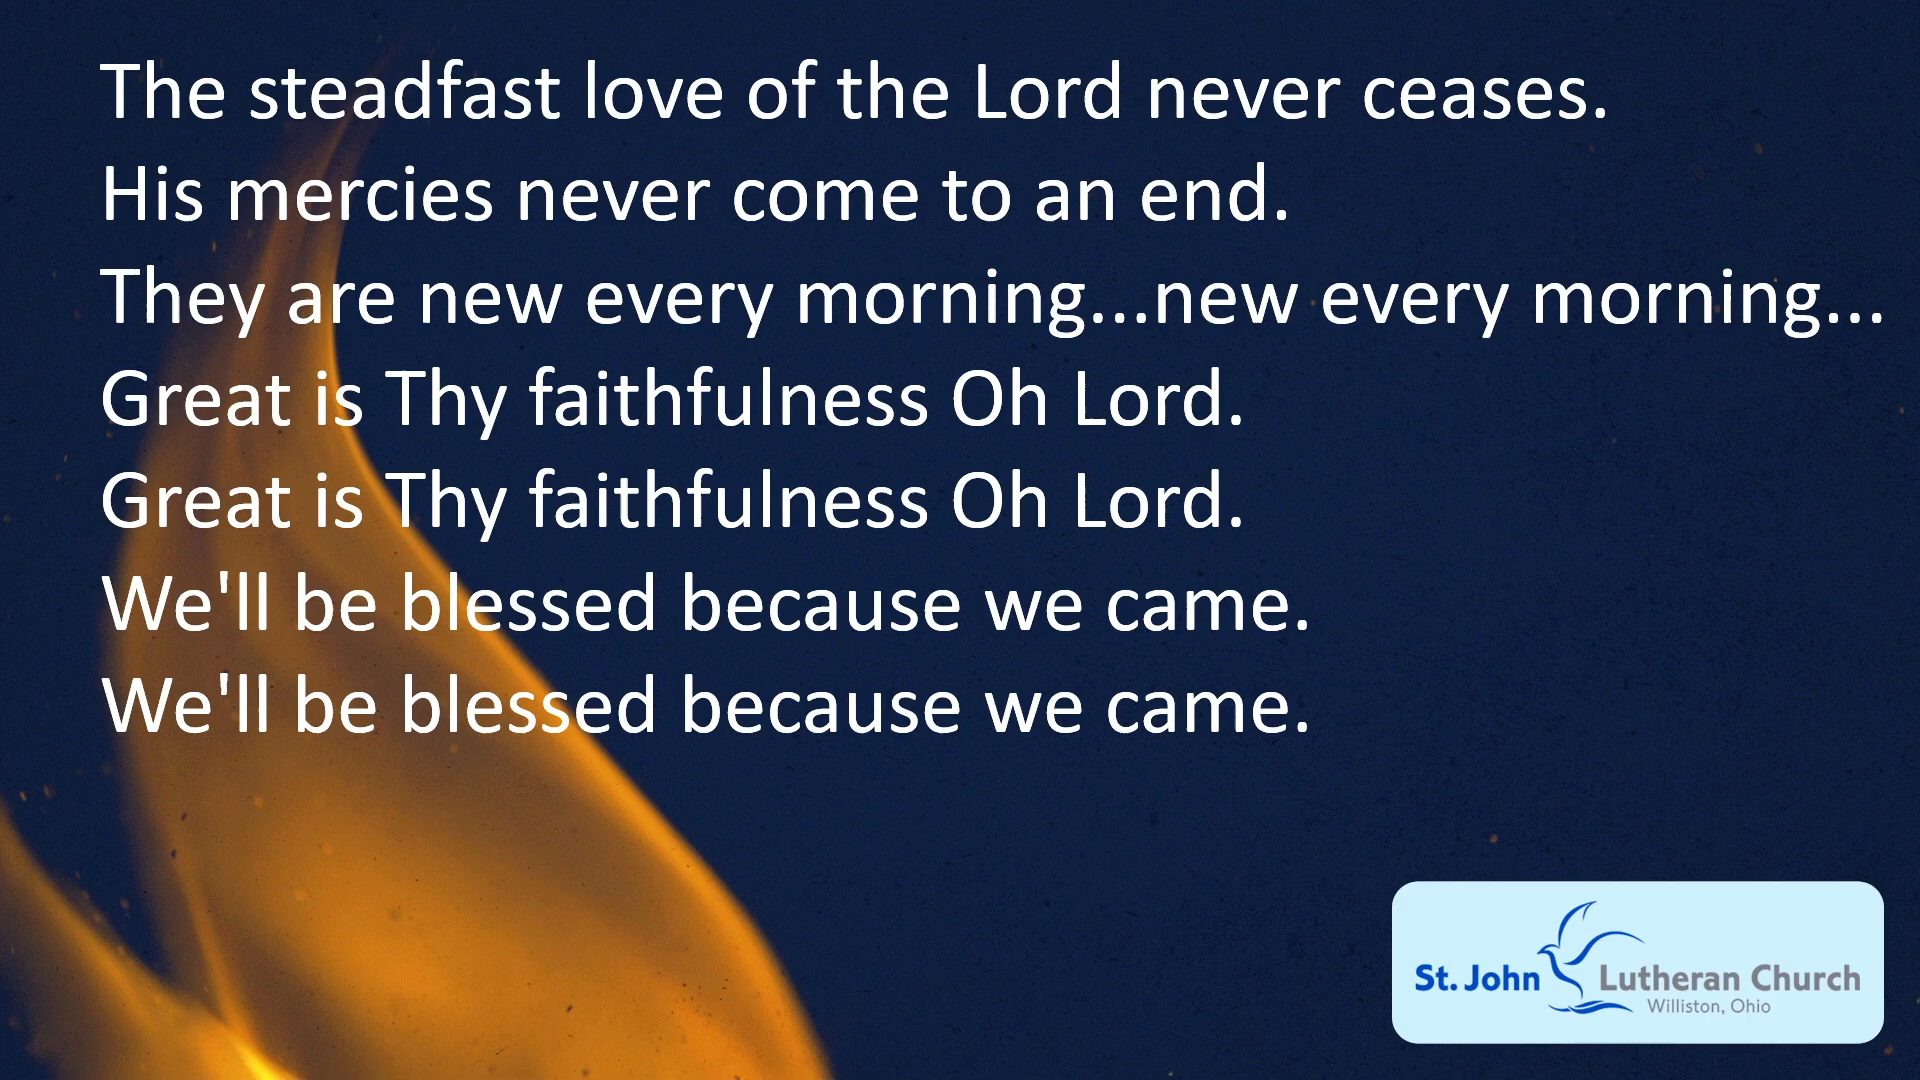 The steadfast love of the Lord never ceases.
His mercies never come to an end.
They are new every morning...new every morning...
Great is Thy faithfulness Oh Lord.
Great is Thy faithfulness Oh Lord.
We'll be blessed because we came.
We'll be blessed because we came.
St. John Lutheran Church
Williston, Ohio